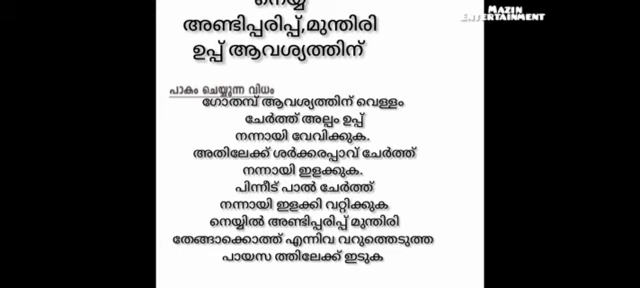 നെയ്യ്
അണ്ടിപ്പരിപ്പ്,മുന്തിരി
ഉപ്പ് ആവശ്യത്തിന്
MAZIN
ENTERTAINMENT
പാകം ചെയ്യുന്ന വിധം
ഗോതമ്പ് ആവശ്യത്തിന് വെള്ളം
ചേർത്ത് അല്പം ഉപ്പ്
നന്നായി വേവിക്കുക.
അതിലേക്ക് ശർക്കരപ്പാവ് ചേർത്ത്
നന്നായി ഇളക്കുക.
പിന്നീട് പാൽ ചേർത്ത്
നന്നായി ഇളക്കി വറ്റിക്കുക
നെയ്യിൽ അണ്ടിപ്പരിപ്പ് മുന്തിരി
തേങ്ങാക്കൊത്ത് എന്നിവ വറുത്തെടുത്ത
പായസ ത്തിലേക്ക് ഇടുക